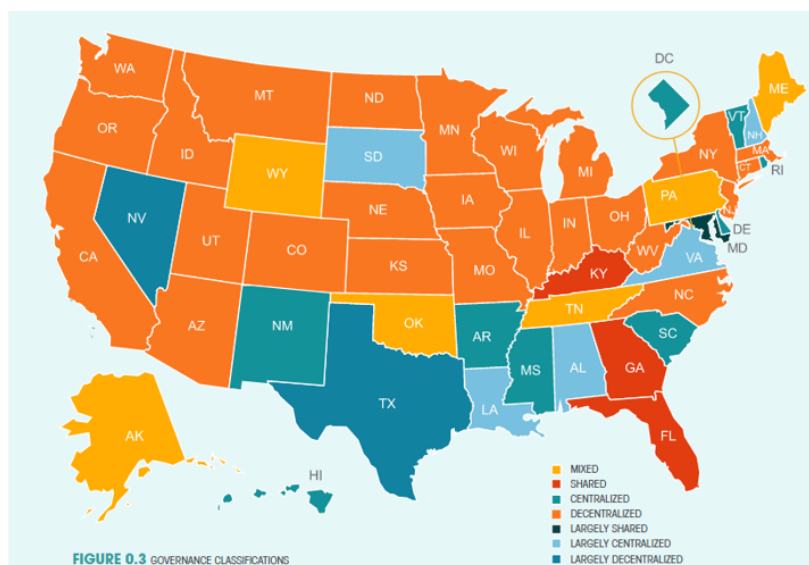 DC
WA
MT
ND
MN
ME
VT
NH
OR
ID
SD
WI
MI
NY
MA
CT
RI
WY
PA
NJ
NV
NE
IA
IL
IN
OH
DE
MD
CA
UT
CO
KS
MO
WV
VA
KY
NC
AZ
NM
OK
AR
TN
SC
MS
AL
GA
TX
LA
FL
AK
HI
MIXED
SHARED
CENTRALIZED
DECENTRALIZED
LARGELY SHARED
LARGELY CENTRALIZED
LARGELY DECENTRALIZED
FIGURE 0.3 GOVERNANCE CLASSIFICATIONS